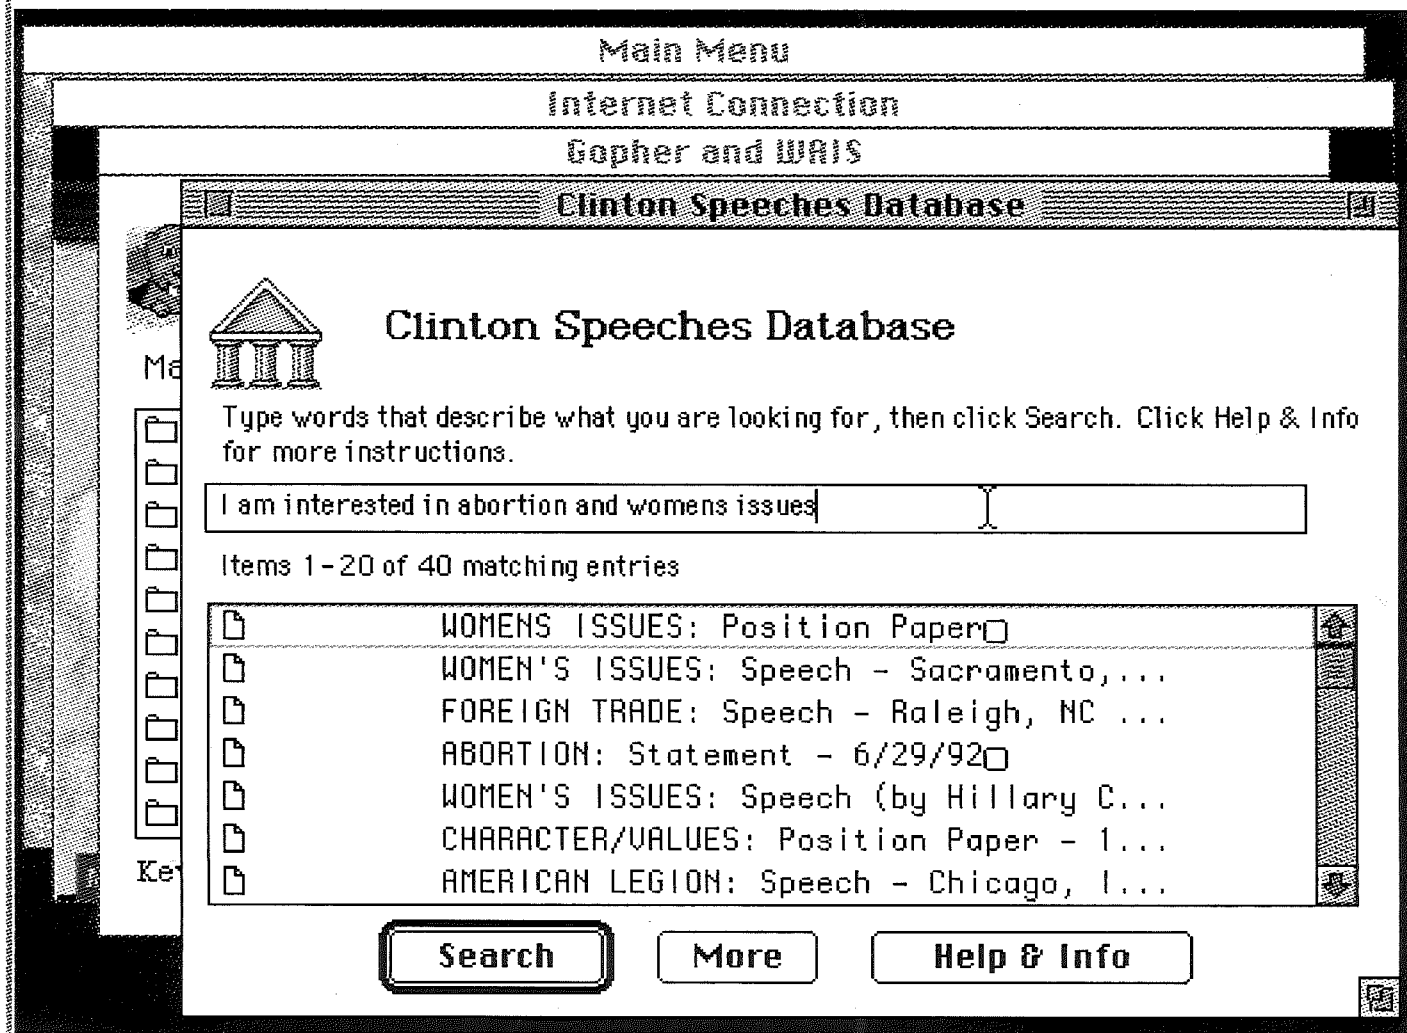 Main Menu
Internet Connection
Gopher and WAIS
Clinton Speeches Database
Clinton Speeches Database
Ma
Type words that describe what you are looking for, then click Search. Click Help & Info
for more instructions.
I am interested in abortion and womens issues
Items 1-20 of 40 matching entries
WOMENS ISSUES: Position Paper
WOMEN'S ISSUES: Speech - Sacramento,...
FOREIGN TRADE: Speech - Raleigh, NC ...
ABORTION: Statement - 6/29/92
WOMEN'S ISSUES: Speech (by Hillary C...
CHARACTER/VALUES: Position Paper - 1...
AMERICAN LEGION: Speech - Chicago, I...
Ke
Search More Help & Info